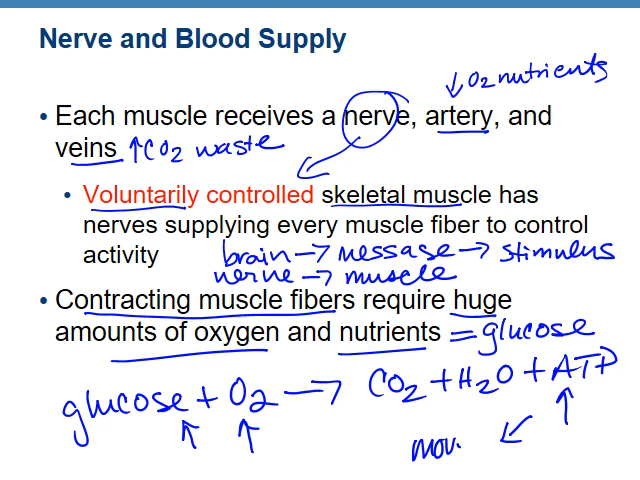 Nerve and Blood Supply
↓O2 nutrients
• Each muscle receives a nerve, artery, and
veins ↑CO2 waste
• Voluntarily controlled skeletal muscle has
nerves supplying every muscle fiber to control
activity brain → message → stimulus
nerve → muscle
• Contracting muscle fibers require huge
amounts of oxygen and nutrients = glucose
glucose + O2 → CO2 + H2O + ATP
mov.